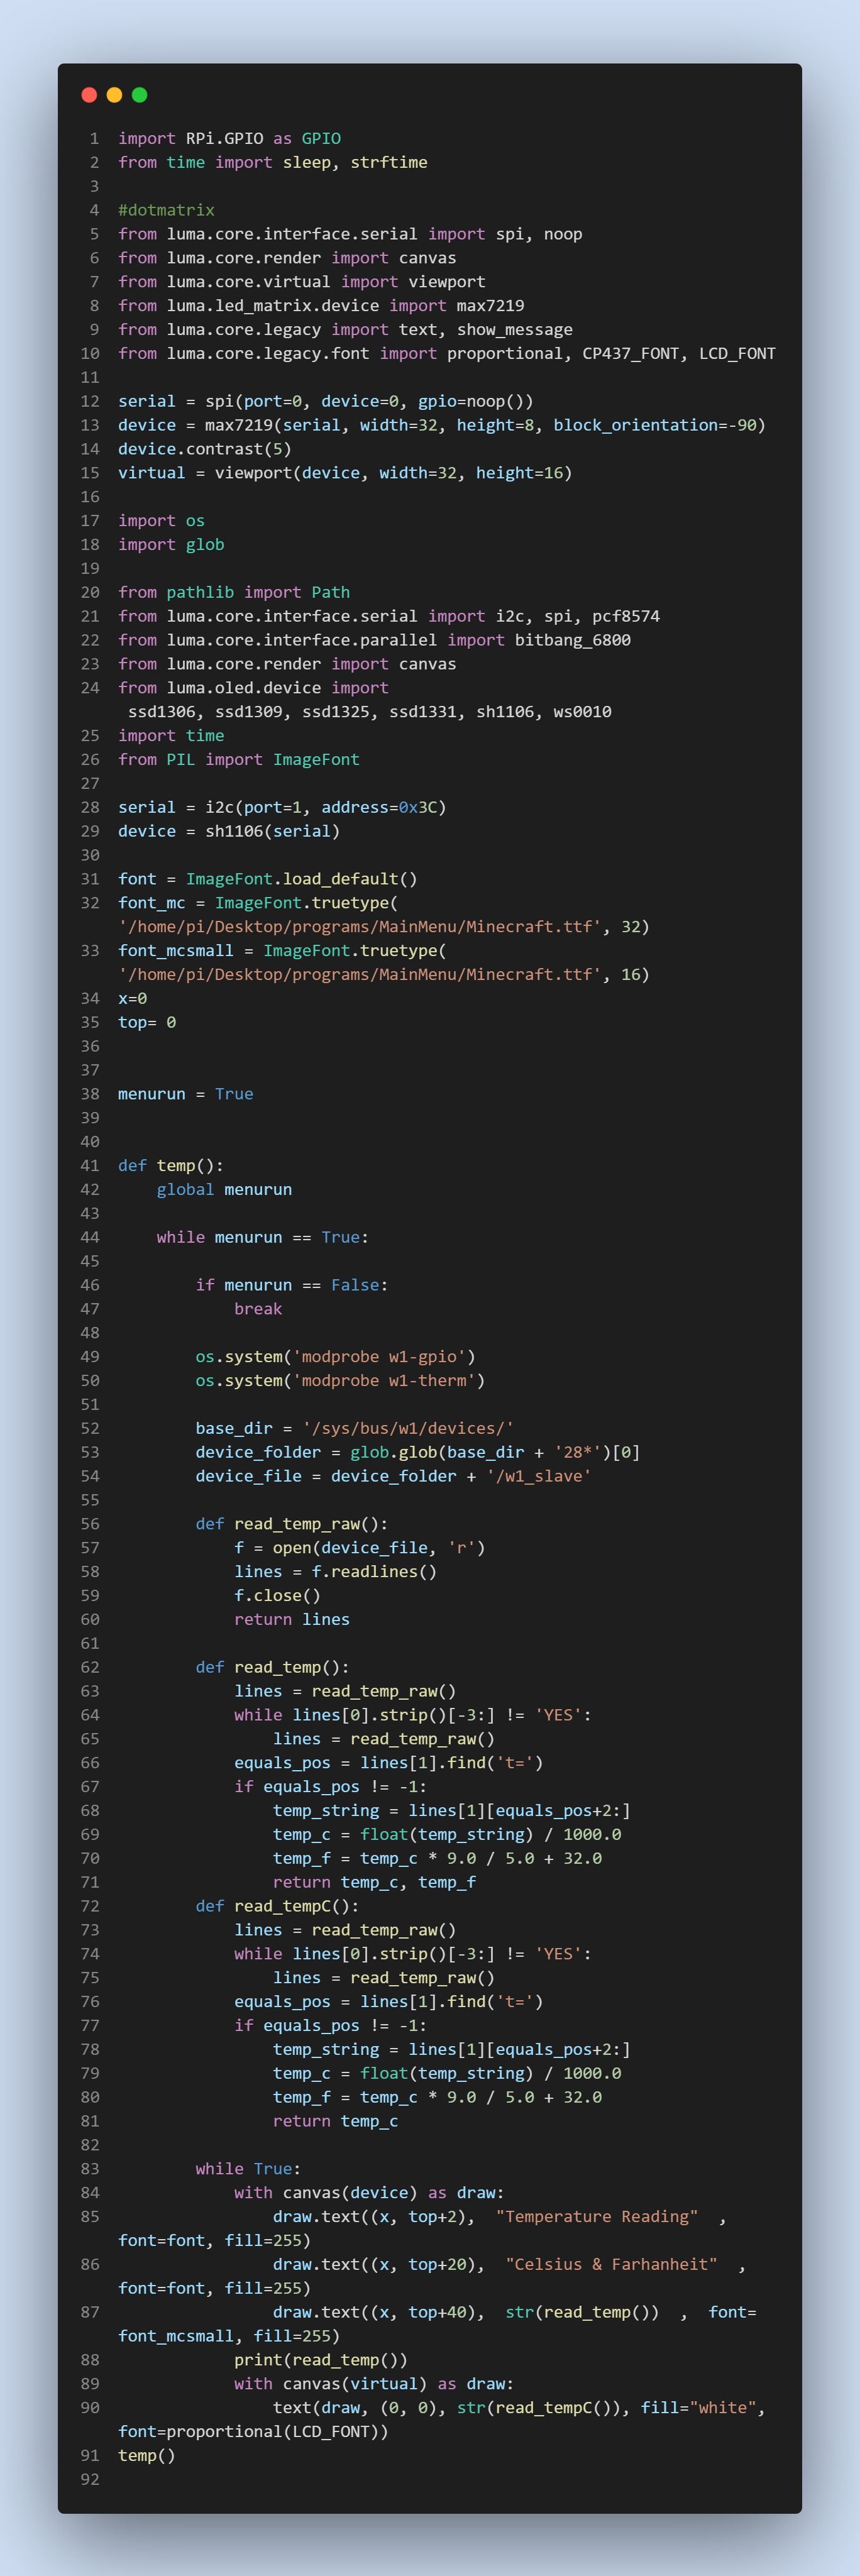 1 import RPi.GPIO as GPIO
2 from time import sleep, strftime
3
4 #dotmatrix
5 from luma.core.interface.serial import spi, noop
6 from luma.core.render import canvas
7 from luma.core.virtual import viewport
8 from luma.led_matrix.device import max7219
9 from luma.core.legacy import text, show_message
10 from luma.core.legacy.font import proportional, CP437_FONT, LCD_FONT
11
12 serial = spi(port=0, device=0, gpio=noop())
13 device = max7219(serial, width=32, height=8, block_orientation=-90)
14 device.contrast(5)
15 virtual = viewport(device, width=32, height=16)
16
17 import os
18 import glob
19
20 from pathlib import Path
21 from luma.core.interface.serial import i2c, spi, pcf8574
22 from luma.core.interface.parallel import bitbang_6800
23 from luma.core.render import canvas
24 from luma.oled.device import
 ssd1306, ssd1309, ssd1325, ssd1331, sh1106, ws0010
25 import time
26 from PIL import ImageFont
27
28 serial = i2c(port=1, address=0x3C)
29 device = sh1106(serial)
30
31 font = ImageFont.load_default()
32 font_mc = ImageFont.truetype(
'/home/pi/Desktop/programs/MainMenu/Minecraft.ttf', 32)
33 font_mcsmall = ImageFont.truetype(
'/home/pi/Desktop/programs/MainMenu/Minecraft.ttf', 16)
34 x=0
35 top= 0
36
37
38 menurun = True
39
40
41 def temp():
42     global menurun
43
44     while menurun == True:
45
46         if menurun == False:
47             break
48
49         os.system('modprobe w1-gpio')
50         os.system('modprobe w1-therm')
51
52         base_dir = '/sys/bus/w1/devices/'
53         device_folder = glob.glob(base_dir + '28*')[0]
54         device_file = device_folder + '/w1_slave'
55
56         def read_temp_raw():
57             f = open(device_file, 'r')
58             lines = f.readlines()
59             f.close()
60             return lines
61
62         def read_temp():
63             lines = read_temp_raw()
64             while lines[0].strip()[-3:] != 'YES':
65                 lines = read_temp_raw()
66             equals_pos = lines[1].find('t=')
67             if equals_pos != -1:
68                 temp_string = lines[1][equals_pos+2:]
69                 temp_c = float(temp_string) / 1000.0
70                 temp_f = temp_c * 9.0 / 5.0 + 32.0
71                 return temp_c, temp_f
72         def read_tempC():
73             lines = read_temp_raw()
74             while lines[0].strip()[-3:] != 'YES':
75                 lines = read_temp_raw()
76             equals_pos = lines[1].find('t=')
77             if equals_pos != -1:
78                 temp_string = lines[1][equals_pos+2:]
79                 temp_c = float(temp_string) / 1000.0
80                 temp_f = temp_c * 9.0 / 5.0 + 32.0
81                 return temp_c
82
83         while True:
84             with canvas(device) as draw:
85                 draw.text((x, top+2),  "Temperature Reading"  ,
font=font, fill=255)
86                 draw.text((x, top+20),  "Celsius & Farhanheit"  ,
font=font, fill=255)
87                 draw.text((x, top+40),  str(read_temp())  ,  font=
font_mcsmall, fill=255)
88             print(read_temp())
89             with canvas(virtual) as draw:
90                 text(draw, (0, 0), str(read_tempC()), fill="white",
font=proportional(LCD_FONT))
91 temp()
92